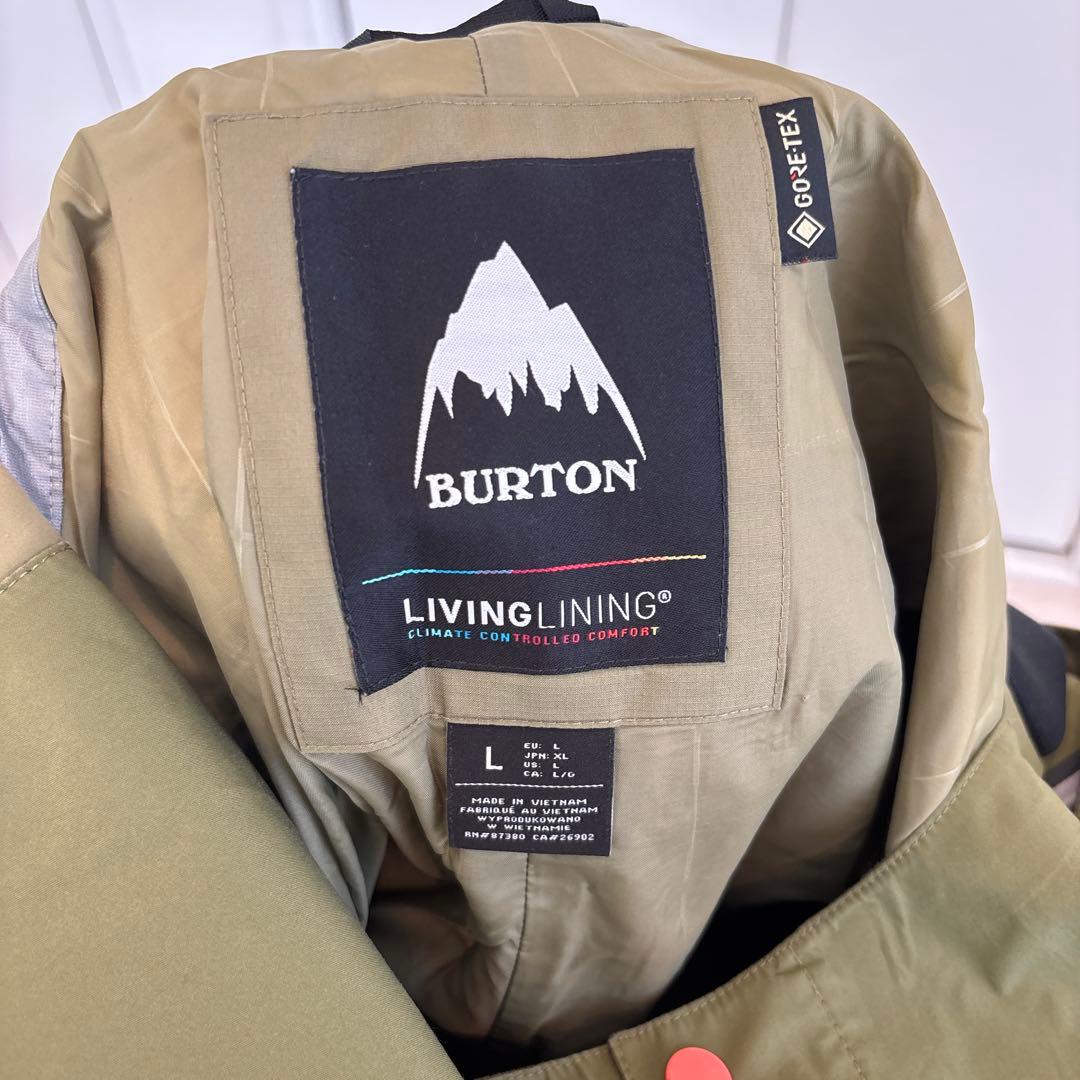 GORE-TEX
BURTON
LIVINGLINING®
CLIMATE CONTROLLED COMFORT
L
EU: L
JPN: XL
US: L
CA: L/G
MADE IN VIETNAM
FABRIQUÉ AU VIETNAM
WYPRODUKOWANO
W WIETNAMIE
RN#87380 CA#26902